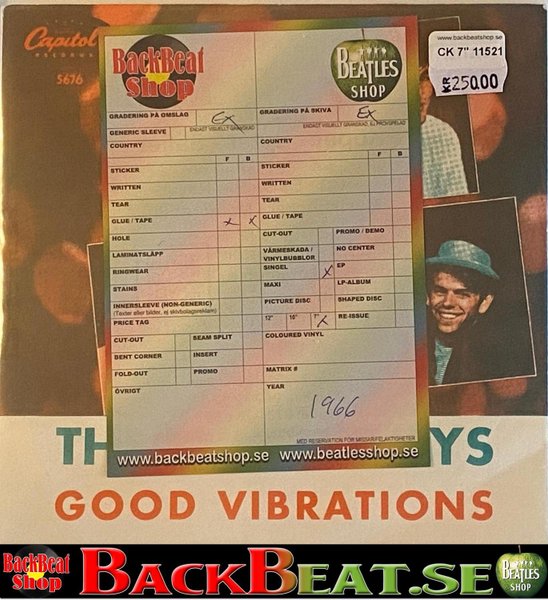 Capitol
RECORDS
5676
www.backbeatshop.se
CK 7" 11521
KR 250.00
BackBeat
Shop
BEATLES
SHOP
GRADERING PÅ OMSLAG EX
GRADERING PÅ SKIVA EX
GENERIC SLEEVE
ENDAST VISUELLT GRANSKAD
ENDAST VISUELLT GRANSKAD, EJ PROVSPELAD
COUNTRY
COUNTRY
F B
F B
STICKER
STICKER
WRITTEN
WRITTEN
TEAR
TEAR
GLUE / TAPE x x
GLUE / TAPE
HOLE
CUT-OUT
PROMO / DEMO
LAMINATSLÄPP
VÄRMESKADA /
VINYLBUBBLOR
NO CENTER
RINGWEAR
SINGEL x
EP
STAINS
MAXI
LP-ALBUM
INNERSLEEVE (NON-GENERIC)
(Texter eller bilder, ej skivbolagsreklam)
PICTURE DISC
SHAPED DISC
PRICE TAG
12" 10" 7" x
RE-ISSUE
CUT-OUT
SEAM SPLIT
COLOURED VINYL
BENT CORNER
INSERT
FOLD-OUT
PROMO
MATRIX #
ÖVRIGT
YEAR
1966
MED RESERVATION FÖR MISSKRIFELAKTIGHETER
www.backbeatshop.se www.beatlesshop.se
TH YS
GOOD VIBRATIONS
BackBeat
Shop
BACKBEAT.SE
BEATLES
SHOP